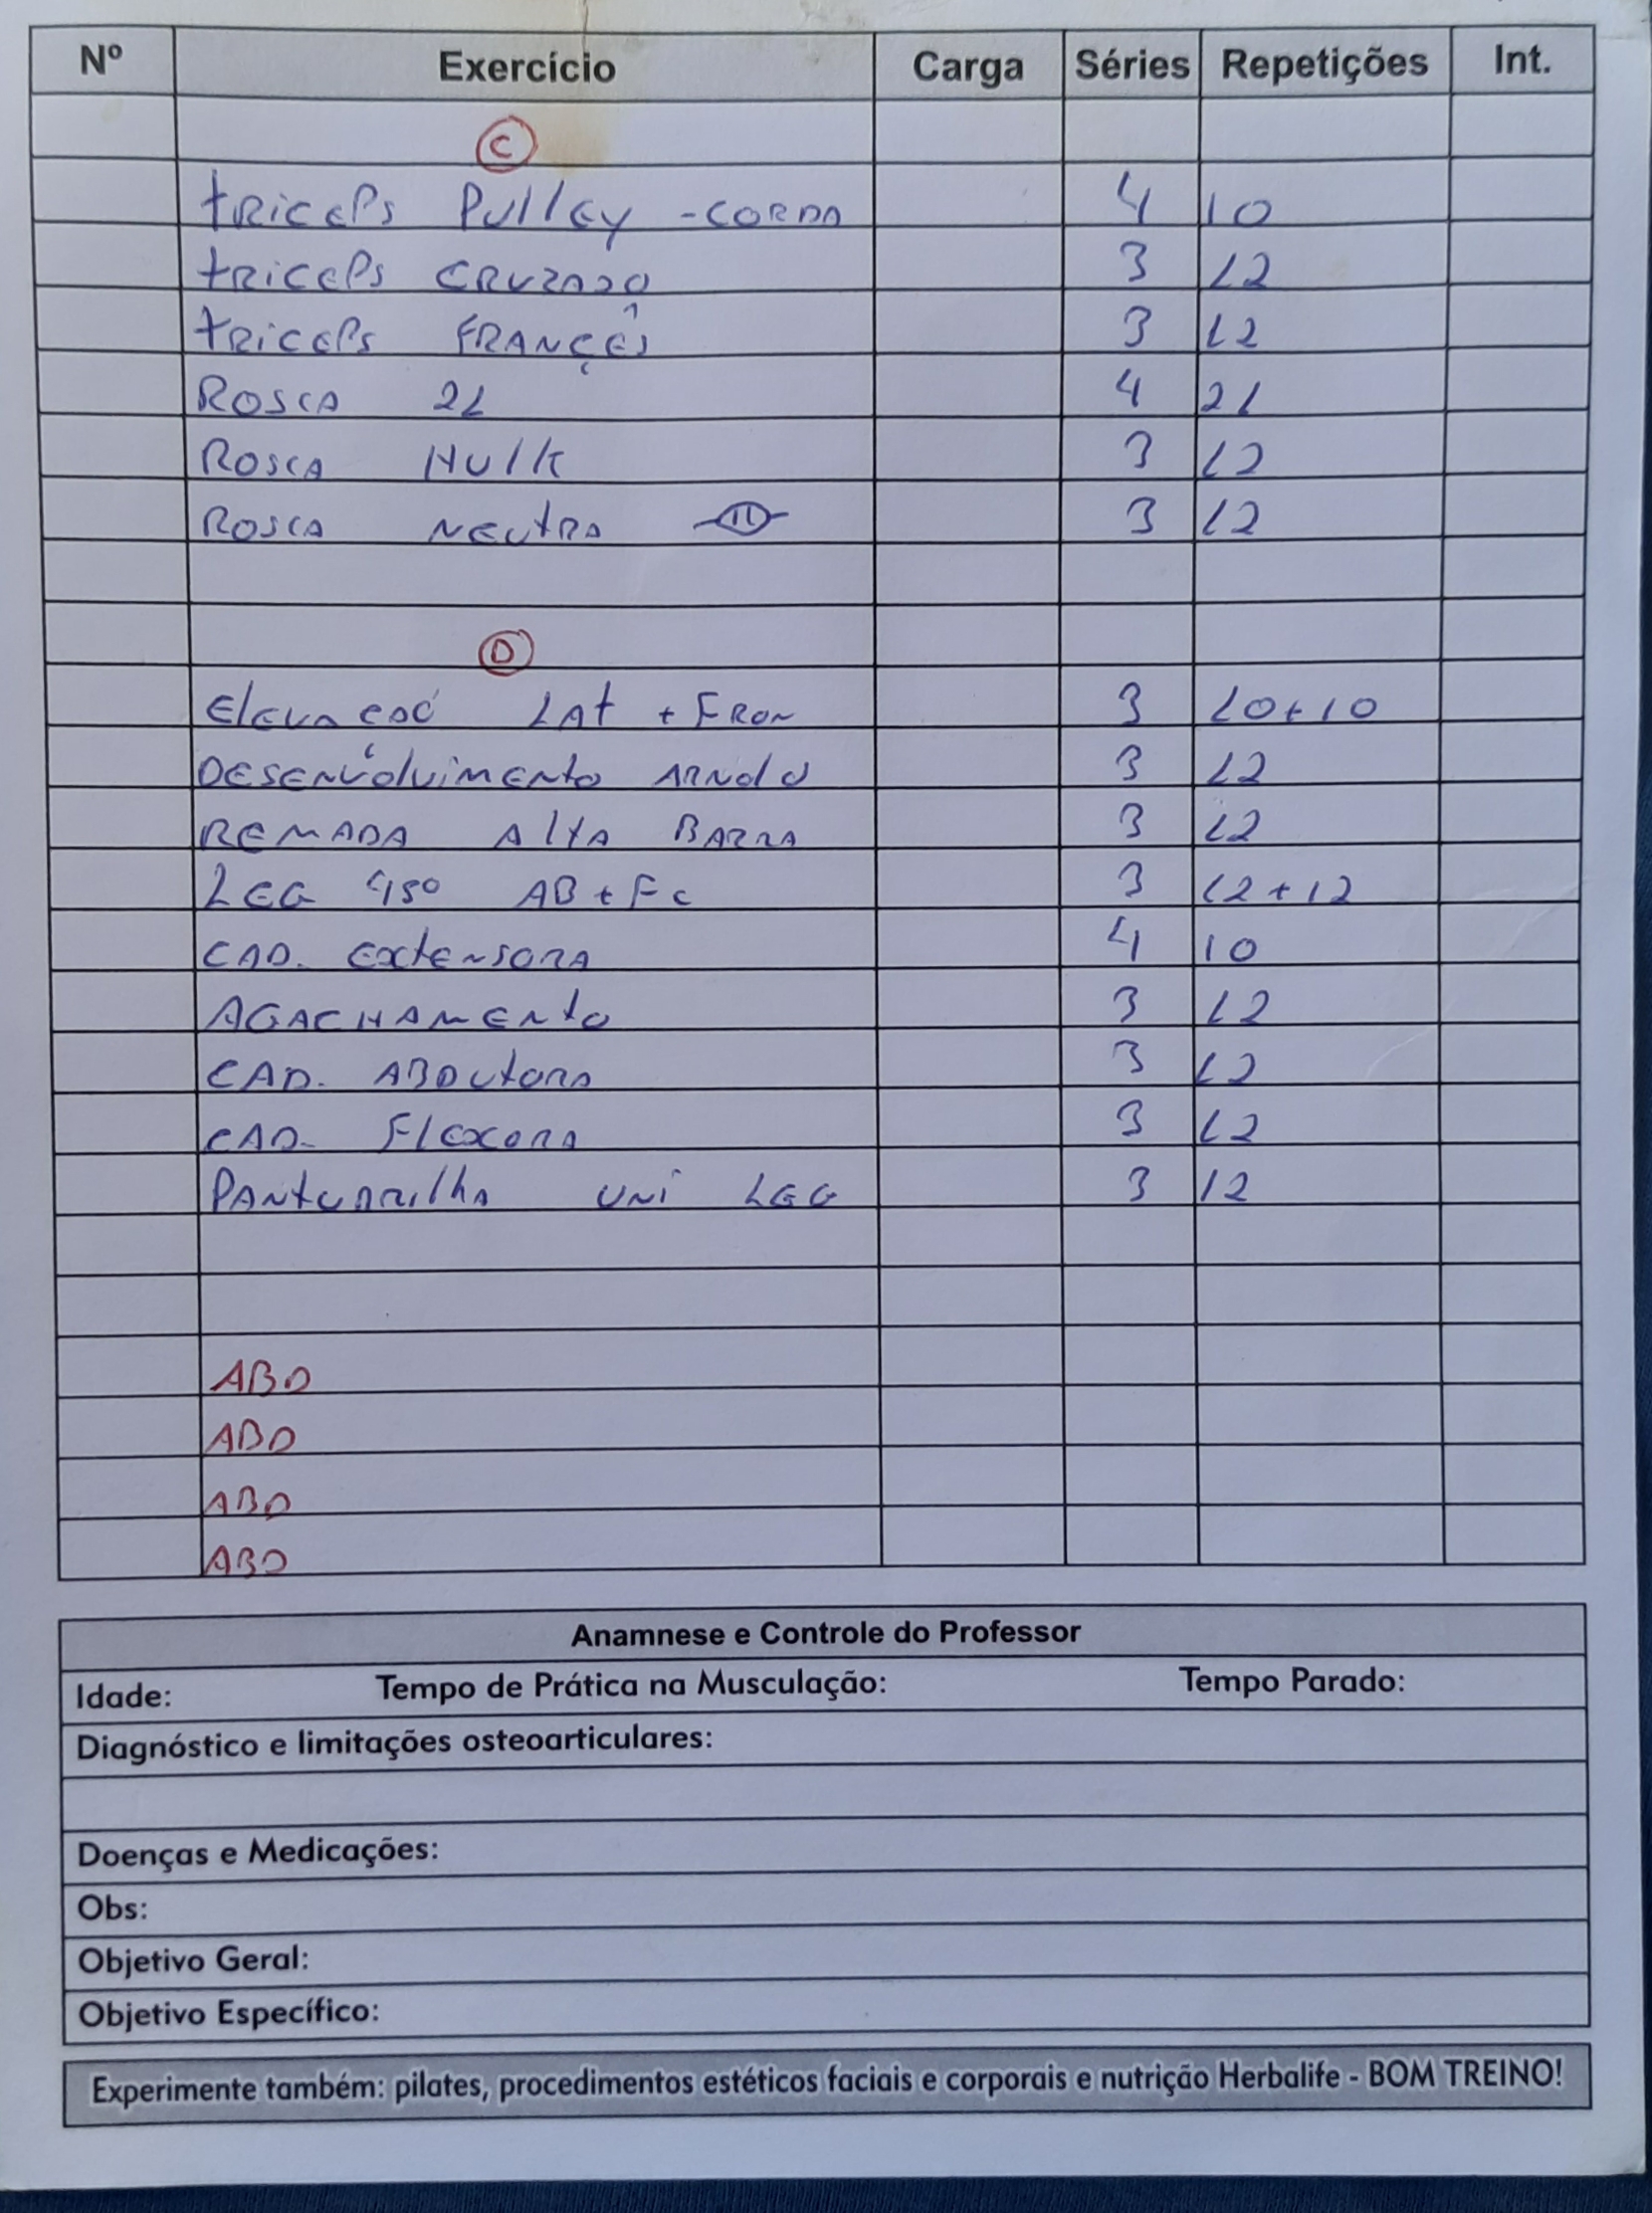 Nº Exercício Carga Séries Repetições Int.
C
tRiCEPs Pulley - CORDA 4 10
tRiCEPs CRUZADO 3 12
tRiCEPs FRANÇÊS 3 12
ROSCA 21 4 21
ROSCA Hulk 3 12
ROSCA NEUtRA 3 12
D
Elevação LAt + FRON 3 10+10
DESENVolvimENto ARNold 3 12
REMADA AltA BARRA 3 12
LEG 45º AB + Fc 3 12+12
CAD. ExtENSORA 4 10
AGACHAMENto 3 12
CAD. ABDUtoRA 3 12
CAD. FlExoRA 3 12
PANtuRRilhA UNi LEG 3 12
ABD
ABD
ABD
ABD
Anamnese e Controle do Professor
Idade: Tempo de Prática na Musculação: Tempo Parado:
Diagnóstico e limitações osteoarticulares:
Doenças e Medicações:
Obs:
Objetivo Geral:
Objetivo Específico:
Experimente também: pilates, procedimentos estéticos faciais e corporais e nutrição Herbalife - BOM TREINO!